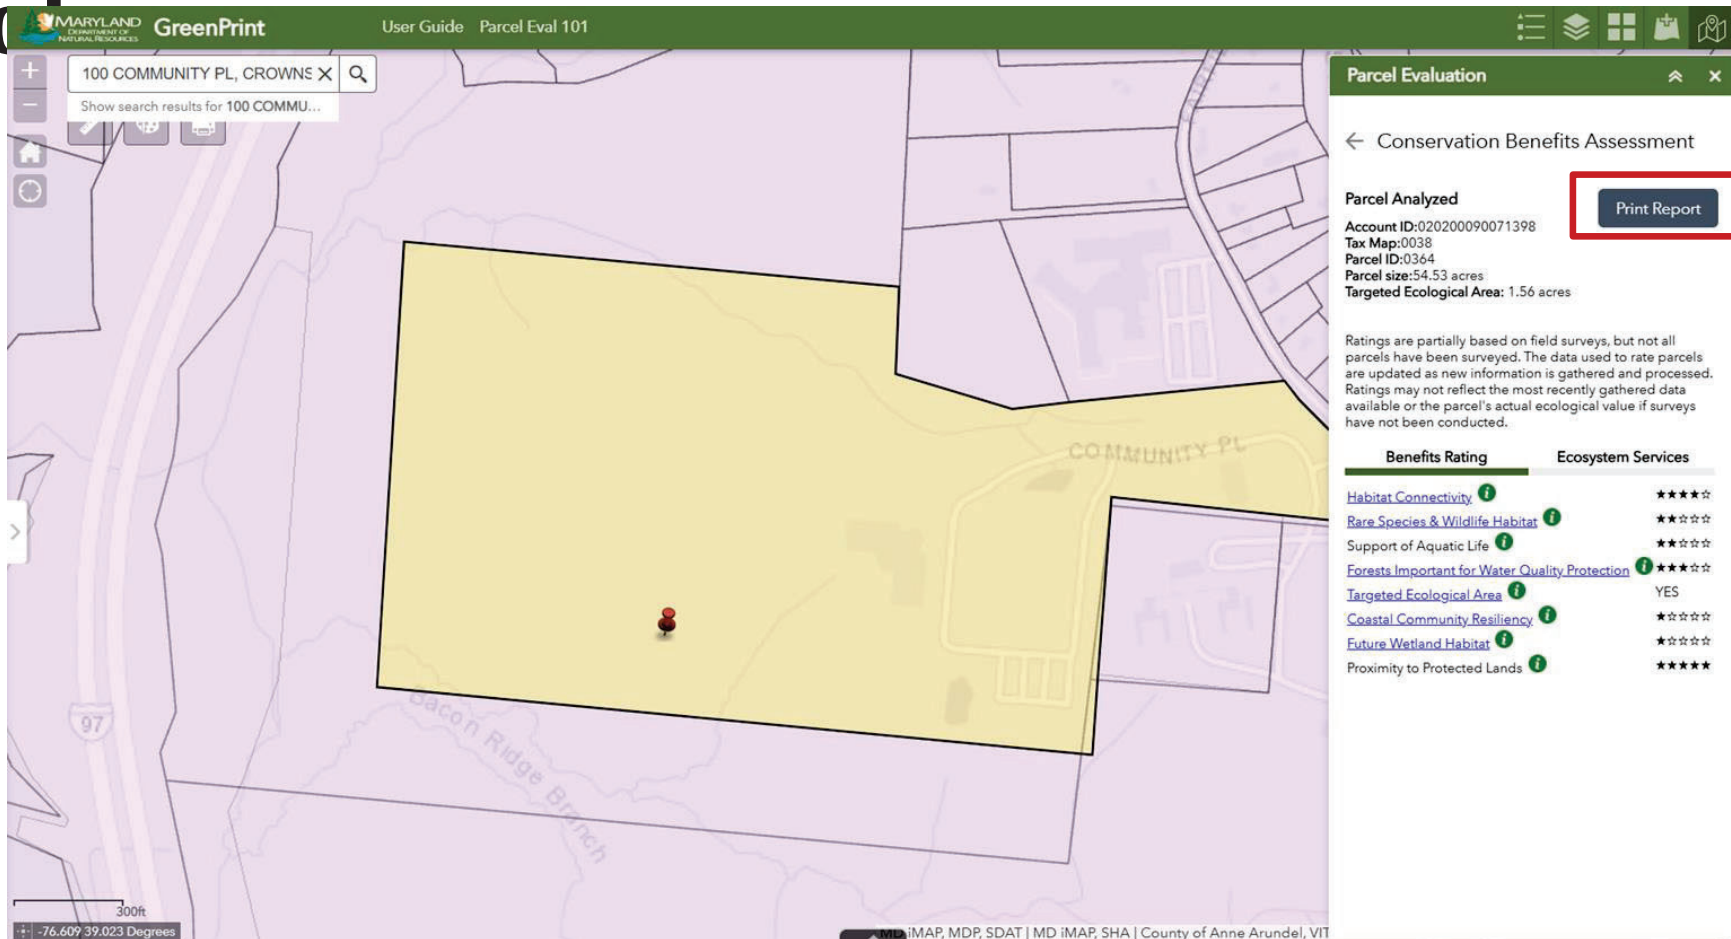 MARYLAND
DEPARTMENT OF
NATURAL RESOURCES
GreenPrint
User Guide Parcel Eval 101
100 COMMUNITY PL, CROWNS
Show search results for 100 COMMU...
Parcel Evaluation
Conservation Benefits Assessment
Parcel Analyzed
Print Report
Account ID:020200090071398
Tax Map:0038
Parcel ID:0364
Parcel size:54.53 acres
Targeted Ecological Area: 1.56 acres
Ratings are partially based on field surveys, but not all
parcels have been surveyed. The data used to rate parcels
are updated as new information is gathered and processed.
Ratings may not reflect the most recently gathered data
available or the parcel's actual ecological value if surveys
have not been conducted.
Benefits Rating Ecosystem Services
Habitat Connectivity i ★★★★☆
Rare Species & Wildlife Habitat i ★★☆☆☆
Support of Aquatic Life i ★★☆☆☆
Forests Important for Water Quality Protection i ★★★☆☆
Targeted Ecological Area i YES
Coastal Community Resiliency i ★☆☆☆☆
Future Wetland Habitat i ★☆☆☆☆
Proximity to Protected Lands i ★★★★★
COMMUNITY PL
97
Bacon Ridge Branch
300ft
-76.609 39.023 Degrees
MD iMAP, MDP, SDAT | MD iMAP, SHA | County of Anne Arundel, VIT